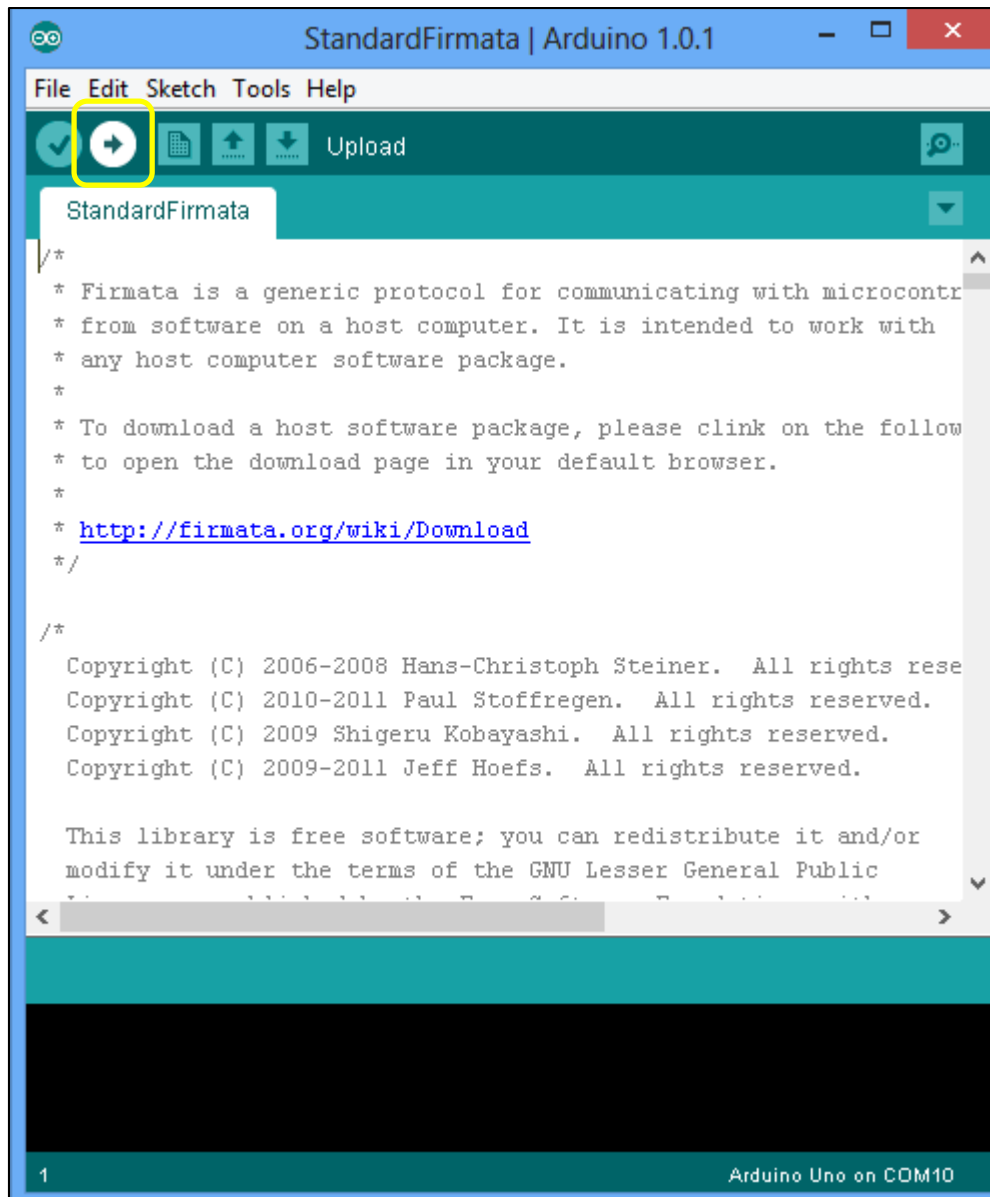 StandardFirmata | Arduino 1.0.1
File Edit Sketch Tools Help
Upload
StandardFirmata
/*
* Firmata is a generic protocol for communicating with microcontr
* from software on a host computer. It is intended to work with
* any host computer software package.
*
* To download a host software package, please clink on the follow
* to open the download page in your default browser.
*
* http://firmata.org/wiki/Download
*/
/*
Copyright (C) 2006-2008 Hans-Christoph Steiner.  All rights rese
Copyright (C) 2010-2011 Paul Stoffregen.  All rights reserved.
Copyright (C) 2009 Shigeru Kobayashi.  All rights reserved.
Copyright (C) 2009-2011 Jeff Hoefs.  All rights reserved.
This library is free software; you can redistribute it and/or
modify it under the terms of the GNU Lesser General Public
1
Arduino Uno on COM10